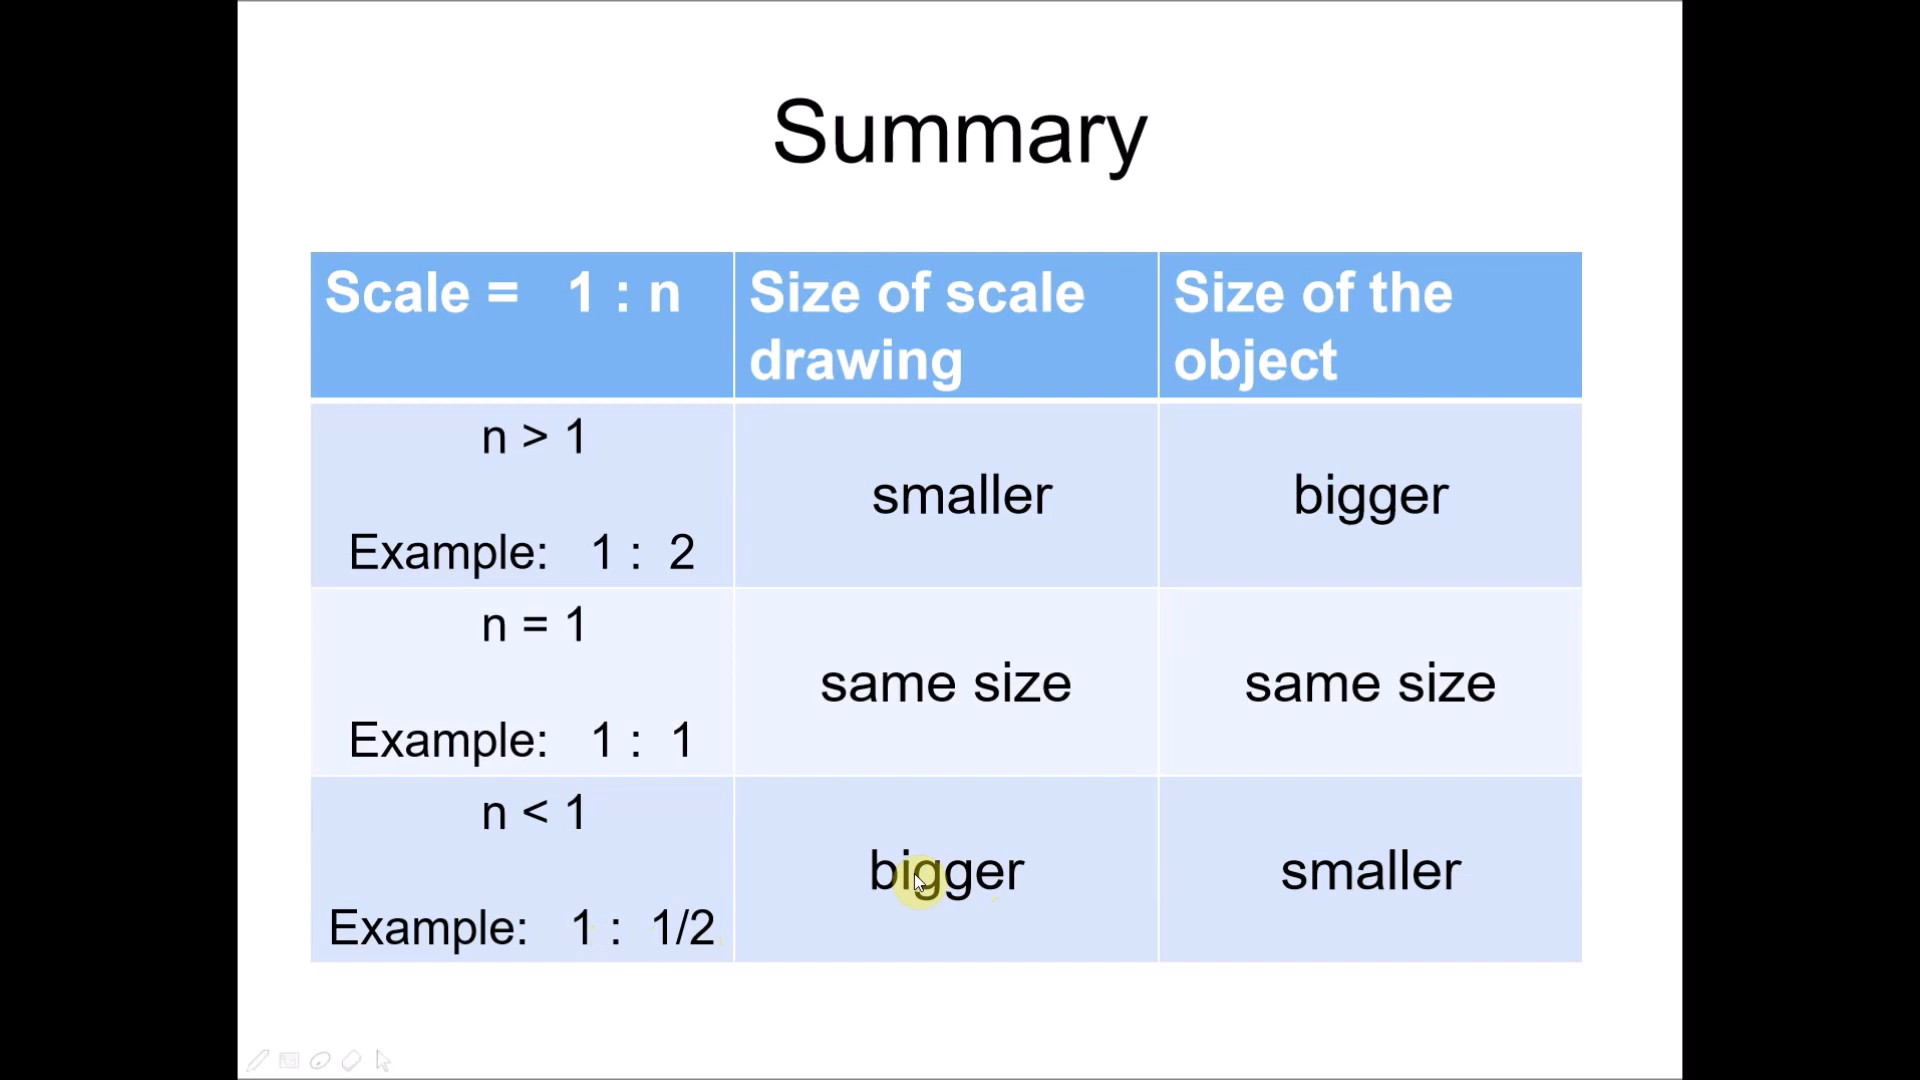 Summary
Scale = 1 : n
Size of scale
drawing
Size of the
object
n > 1
Example: 1 : 2
smaller
bigger
n = 1
Example: 1 : 1
same size
same size
n < 1
Example: 1 : 1/2
bigger
smaller